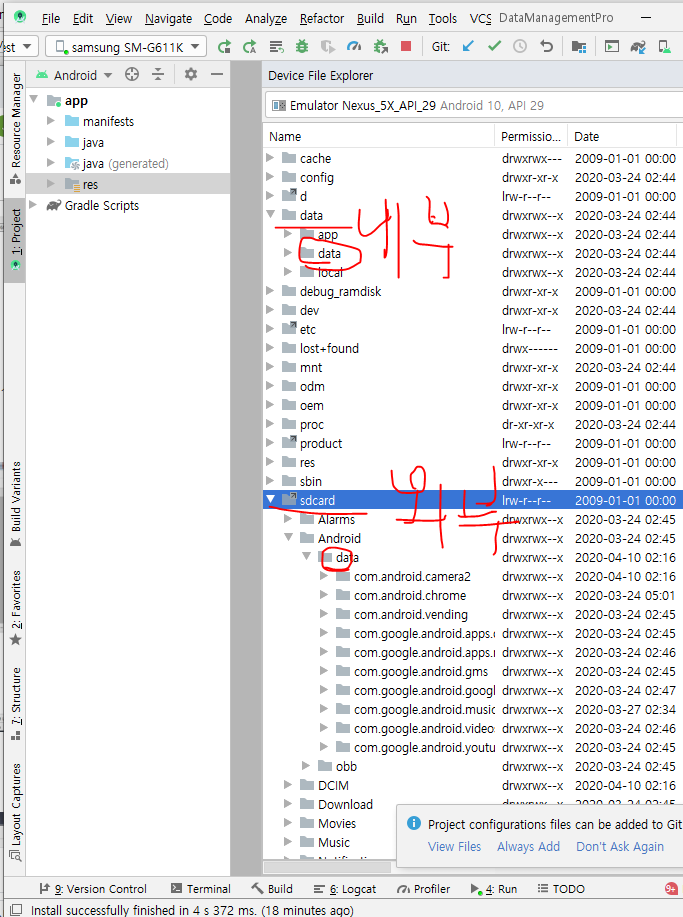 File Edit View Navigate Code Analyze Refactor Build Run Tools VCS DataManagementPro
samsung SM-G611K Git:
Android
Device File Explorer
Emulator Nexus_5X_API_29 Android 10, API 29
Name Permissio... Date
app
manifests
java
java (generated)
res
Gradle Scripts
cache drwxrwx--- 2009-01-01 00:00
config drwxr-xr-x 2020-03-24 02:44
d lrw-r--r-- 2009-01-01 00:00
data drwxrwx--x 2020-03-24 02:44
app drwxrwx--x 2020-03-24 02:44
data drwxrwx--x 2020-03-24 02:44
local drwxrwx--x 2020-03-24 02:44
내부
debug_ramdisk drwxr-xr-x 2009-01-01 00:00
dev drwxr-xr-x 2020-03-24 02:44
etc lrw-r--r-- 2009-01-01 00:00
lost+found drwx------ 2009-01-01 00:00
mnt drwxr-xr-x 2020-03-24 02:44
odm drwxr-xr-x 2009-01-01 00:00
oem drwxr-xr-x 2009-01-01 00:00
proc dr-xr-xr-x 2020-03-24 02:44
product lrw-r--r-- 2009-01-01 00:00
res drwxr-xr-x 2009-01-01 00:00
sbin drwxr-x--- 2009-01-01 00:00
sdcard lrw-r--r-- 2009-01-01 00:00
외부
Alarms drwxrwx--x 2020-03-24 02:45
Android drwxrwx--x 2020-03-24 02:45
data drwxrwx--x 2020-04-10 02:16
com.android.camera2 drwxrwx--x 2020-04-10 02:16
com.android.chrome drwxrwx--x 2020-03-24 05:01
com.android.vending drwxrwx--x 2020-03-24 02:45
com.google.android.apps. drwxrwx--x 2020-03-24 02:45
com.google.android.apps. drwxrwx--x 2020-03-24 02:46
com.google.android.gms drwxrwx--x 2020-03-24 02:45
com.google.android.googl drwxrwx--x 2020-03-24 02:47
com.google.android.music drwxrwx--x 2020-03-27 02:34
com.google.android.video drwxrwx--x 2020-03-24 02:46
com.google.android.youtu drwxrwx--x 2020-03-24 02:45
obb drwxrwx--x 2020-03-24 02:45
DCIM drwxrwx--x 2020-04-10 02:16
Download
Movies
Music
Project configurations files can be added to Git
View Files Always Add Don't Ask Again
Resource Manager
1: Project
Build Variants
2: Favorites
7: Structure
Layout Captures
9: Version Control Terminal Build 6: Logcat Profiler 4: Run TODO 9+
Install successfully finished in 4 s 372 ms. (18 minutes ago)